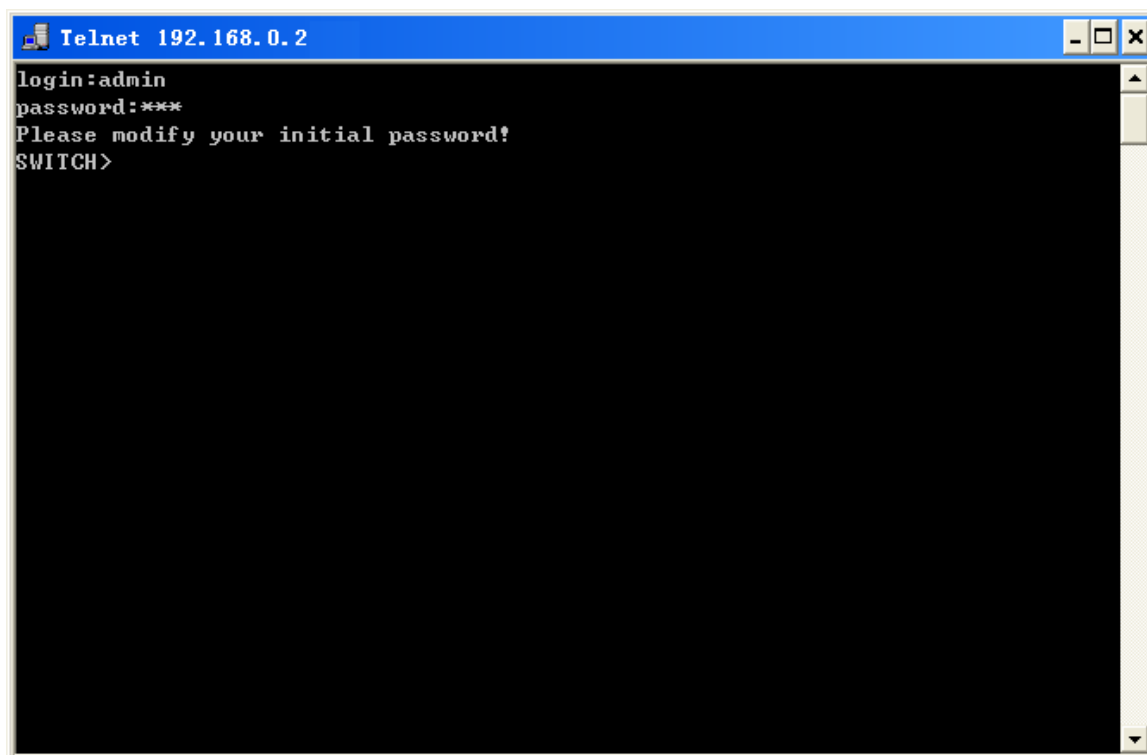 Telnet 192.168.0.2
login:admin
password:***
Please modify your initial password!
SWITCH>